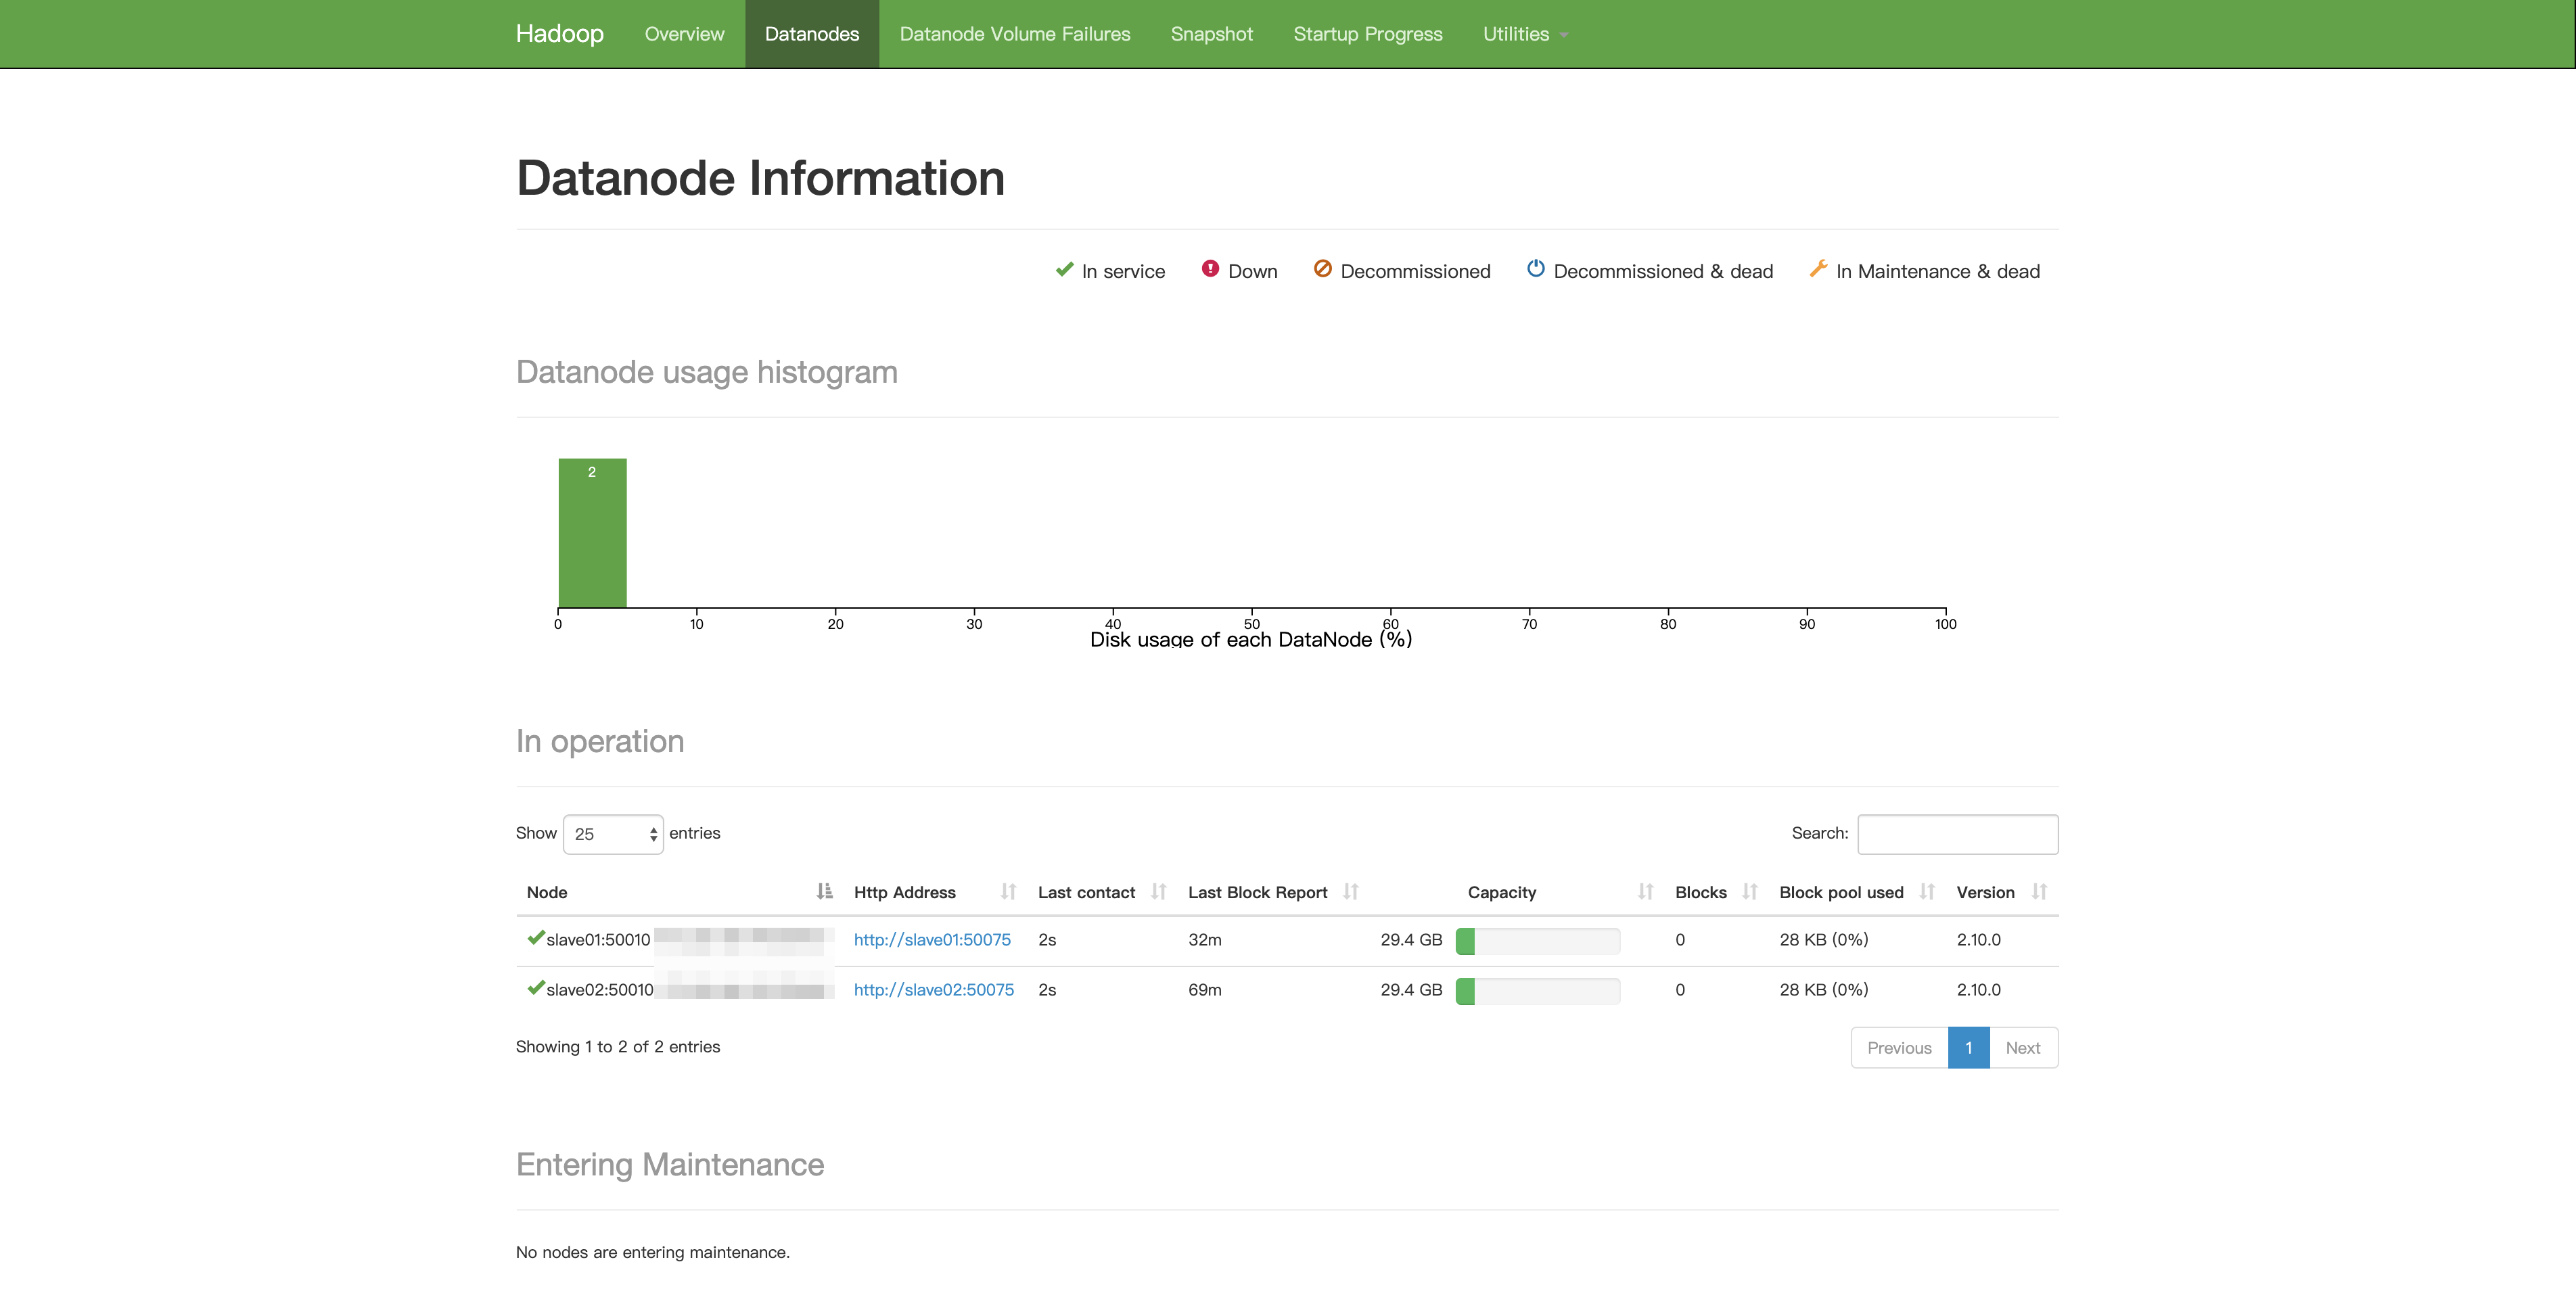 Hadoop Overview Datanodes Datanode Volume Failures Snapshot Startup Progress Utilities
Datanode Information
In service Down Decommissioned Decommissioned & dead In Maintenance & dead
Datanode usage histogram
2
0 10 20 30 40 50 60 70 80 90 100
Disk usage of each DataNode (%)
In operation
Show 25 entries Search:
Node Http Address Last contact Last Block Report Capacity Blocks Block pool used Version
slave01:50010 http://slave01:50075 2s 32m 29.4 GB 0 28 KB (0%) 2.10.0
slave02:50010 http://slave02:50075 2s 69m 29.4 GB 0 28 KB (0%) 2.10.0
Showing 1 to 2 of 2 entries Previous 1 Next
Entering Maintenance
No nodes are entering maintenance.